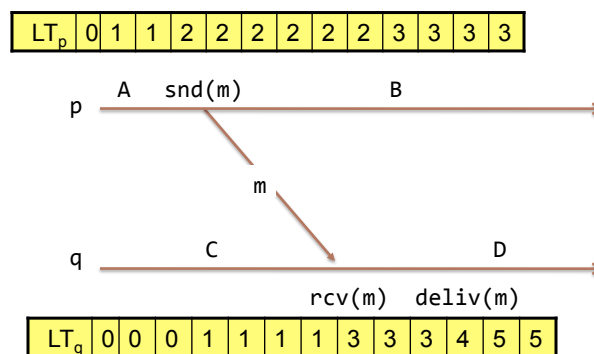 LTp 0 1 1 2 2 2 2 2 2 3 3 3 3
A snd(m) B
p
m
C D
q
rcv(m) deliv(m)
LTq 0 0 0 1 1 1 1 3 3 3 4 5 5